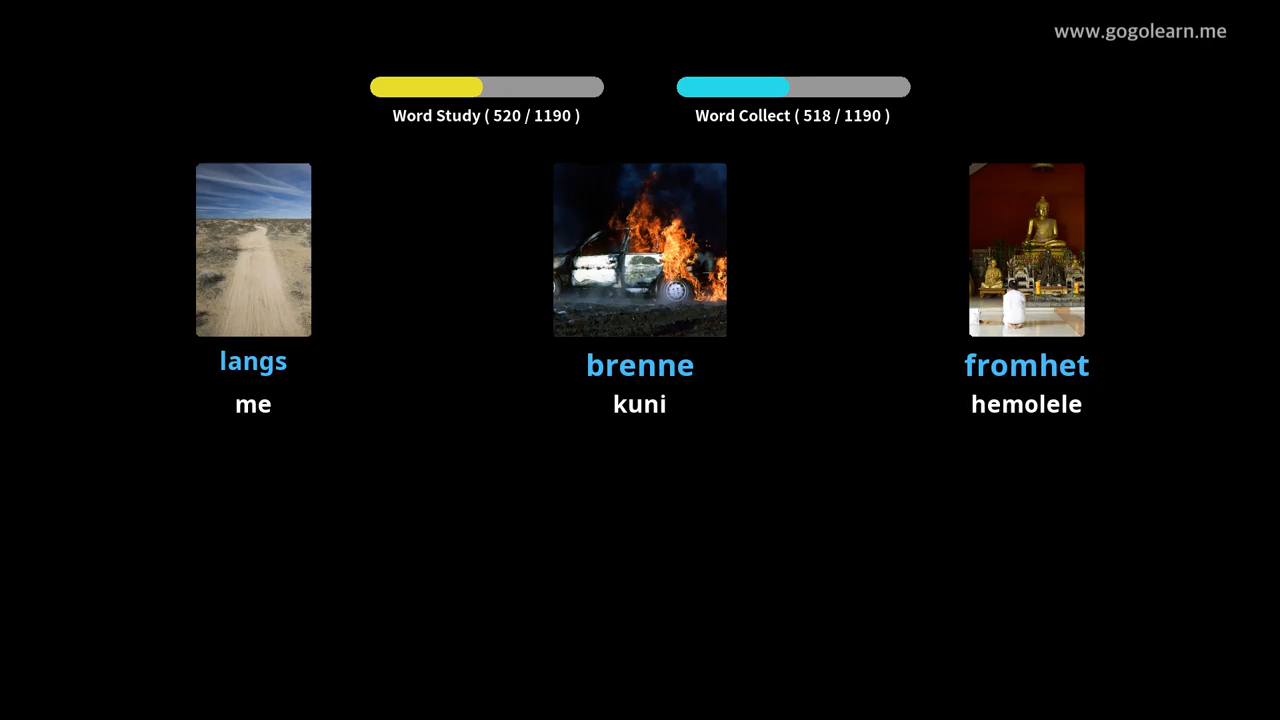 www.gogolearn.me
Word Study ( 520 / 1190 )
Word Collect ( 518 / 1190 )
langs
brenne
fromhet
me
kuni
hemolele